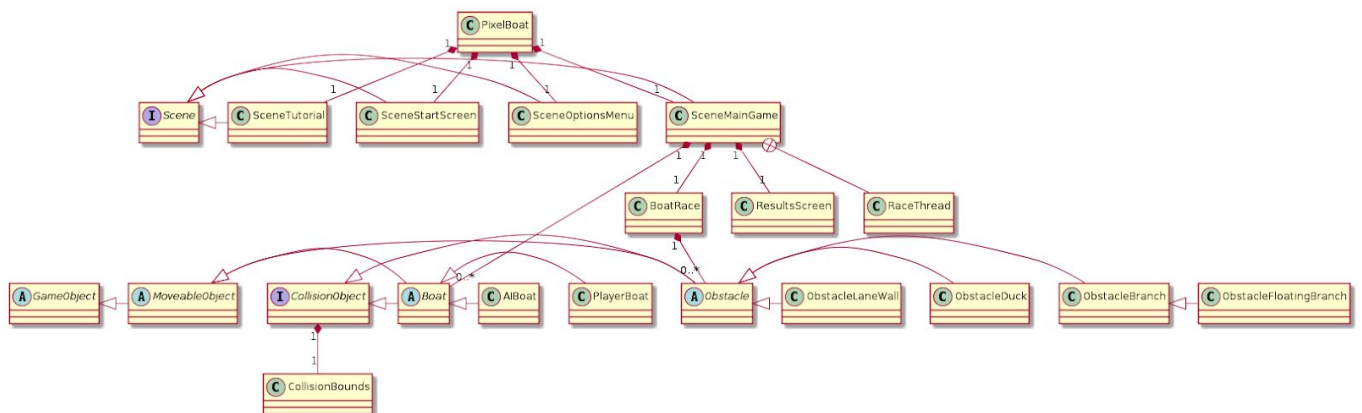 C PixelBoat
1 1 1 1
1 1 1 1
I Scene
C SceneTutorial
C SceneStartScreen
C SceneOptionsMenu
C SceneMainGame
1 1 1
1 1
C BoatRace
C ResultsScreen
C RaceThread
1
0..* 0..*
A GameObject
A MoveableObject
I CollisionObject
A Boat
C AIBoat
C PlayerBoat
A Obstacle
C ObstacleLaneWall
C ObstacleDuck
C ObstacleBranch
C ObstacleFloatingBranch
1
1
C CollisionBounds